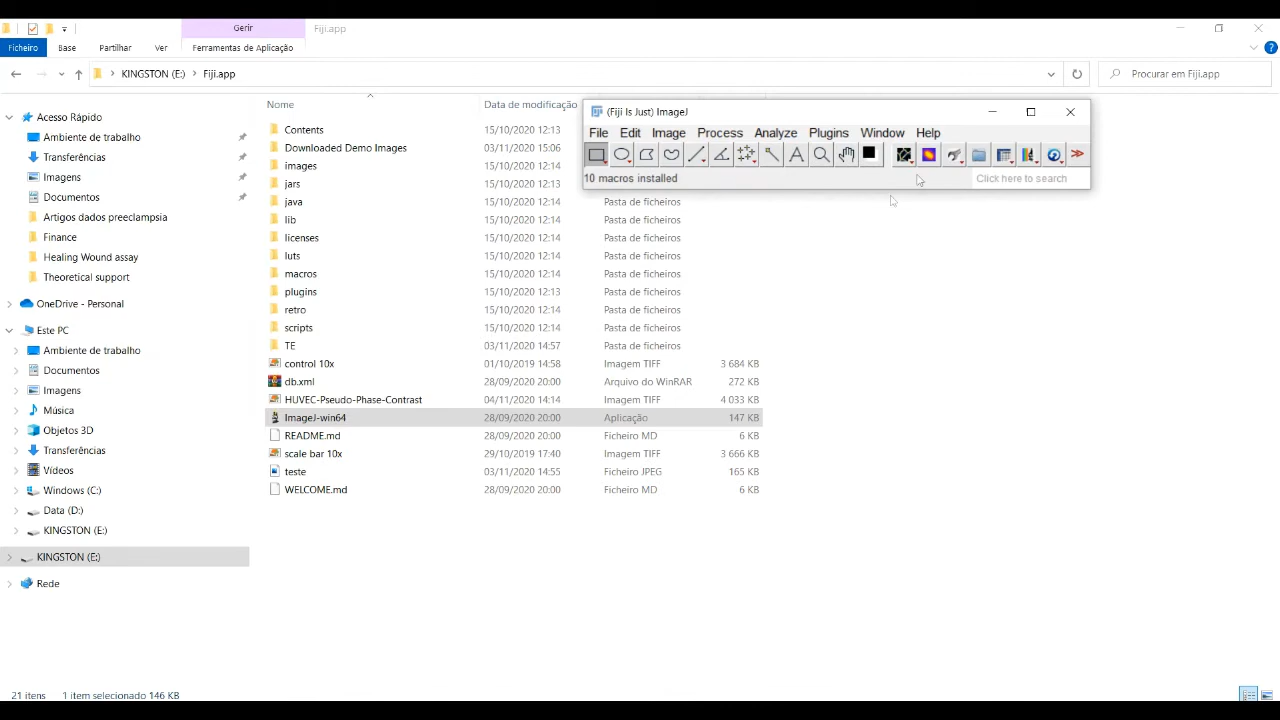 Gerir
Fiji.app
Ficheiro Base Partilhar Ver Ferramentas de Aplicação
KINGSTON (E:) Fiji.app
Procurar em Fiji.app
Acesso Rápido
Ambiente de trabalho
Transferências
Imagens
Documentos
Artigos dados preeclampsia
Finance
Healing Wound assay
Theoretical support
OneDrive - Personal
Este PC
Ambiente de trabalho
Documentos
Imagens
Música
Objetos 3D
Transferências
Vídeos
Windows (C:)
Data (D:)
KINGSTON (E:)
KINGSTON (E:)
Rede
Nome Data de modificação
Contents 15/10/2020 12:13
Downloaded Demo Images 03/11/2020 15:06
images 15/10/2020 12:13
jars 15/10/2020 12:13
java 15/10/2020 12:14 Pasta de ficheiros
lib 15/10/2020 12:14 Pasta de ficheiros
licenses 15/10/2020 12:14 Pasta de ficheiros
luts 15/10/2020 12:14 Pasta de ficheiros
macros 15/10/2020 12:14 Pasta de ficheiros
plugins 15/10/2020 12:13 Pasta de ficheiros
retro 15/10/2020 12:14 Pasta de ficheiros
scripts 15/10/2020 12:14 Pasta de ficheiros
TE 03/11/2020 14:57 Pasta de ficheiros
control 10x 01/10/2019 14:58 Imagem TIFF 3 684 KB
db.xml 28/09/2020 20:00 Arquivo do WinRAR 272 KB
HUVEC-Pseudo-Phase-Contrast 04/11/2020 14:14 Imagem TIFF 4 033 KB
ImageJ-win64 28/09/2020 20:00 Aplicação 147 KB
README.md 28/09/2020 20:00 Ficheiro MD 6 KB
scale bar 10x 29/10/2019 17:40 Imagem TIFF 3 666 KB
teste 03/11/2020 14:55 Ficheiro JPEG 165 KB
WELCOME.md 28/09/2020 20:00 Ficheiro MD 6 KB
(Fiji Is Just) ImageJ
File Edit Image Process Analyze Plugins Window Help
10 macros installed Click here to search
21 itens 1 item selecionado 146 KB